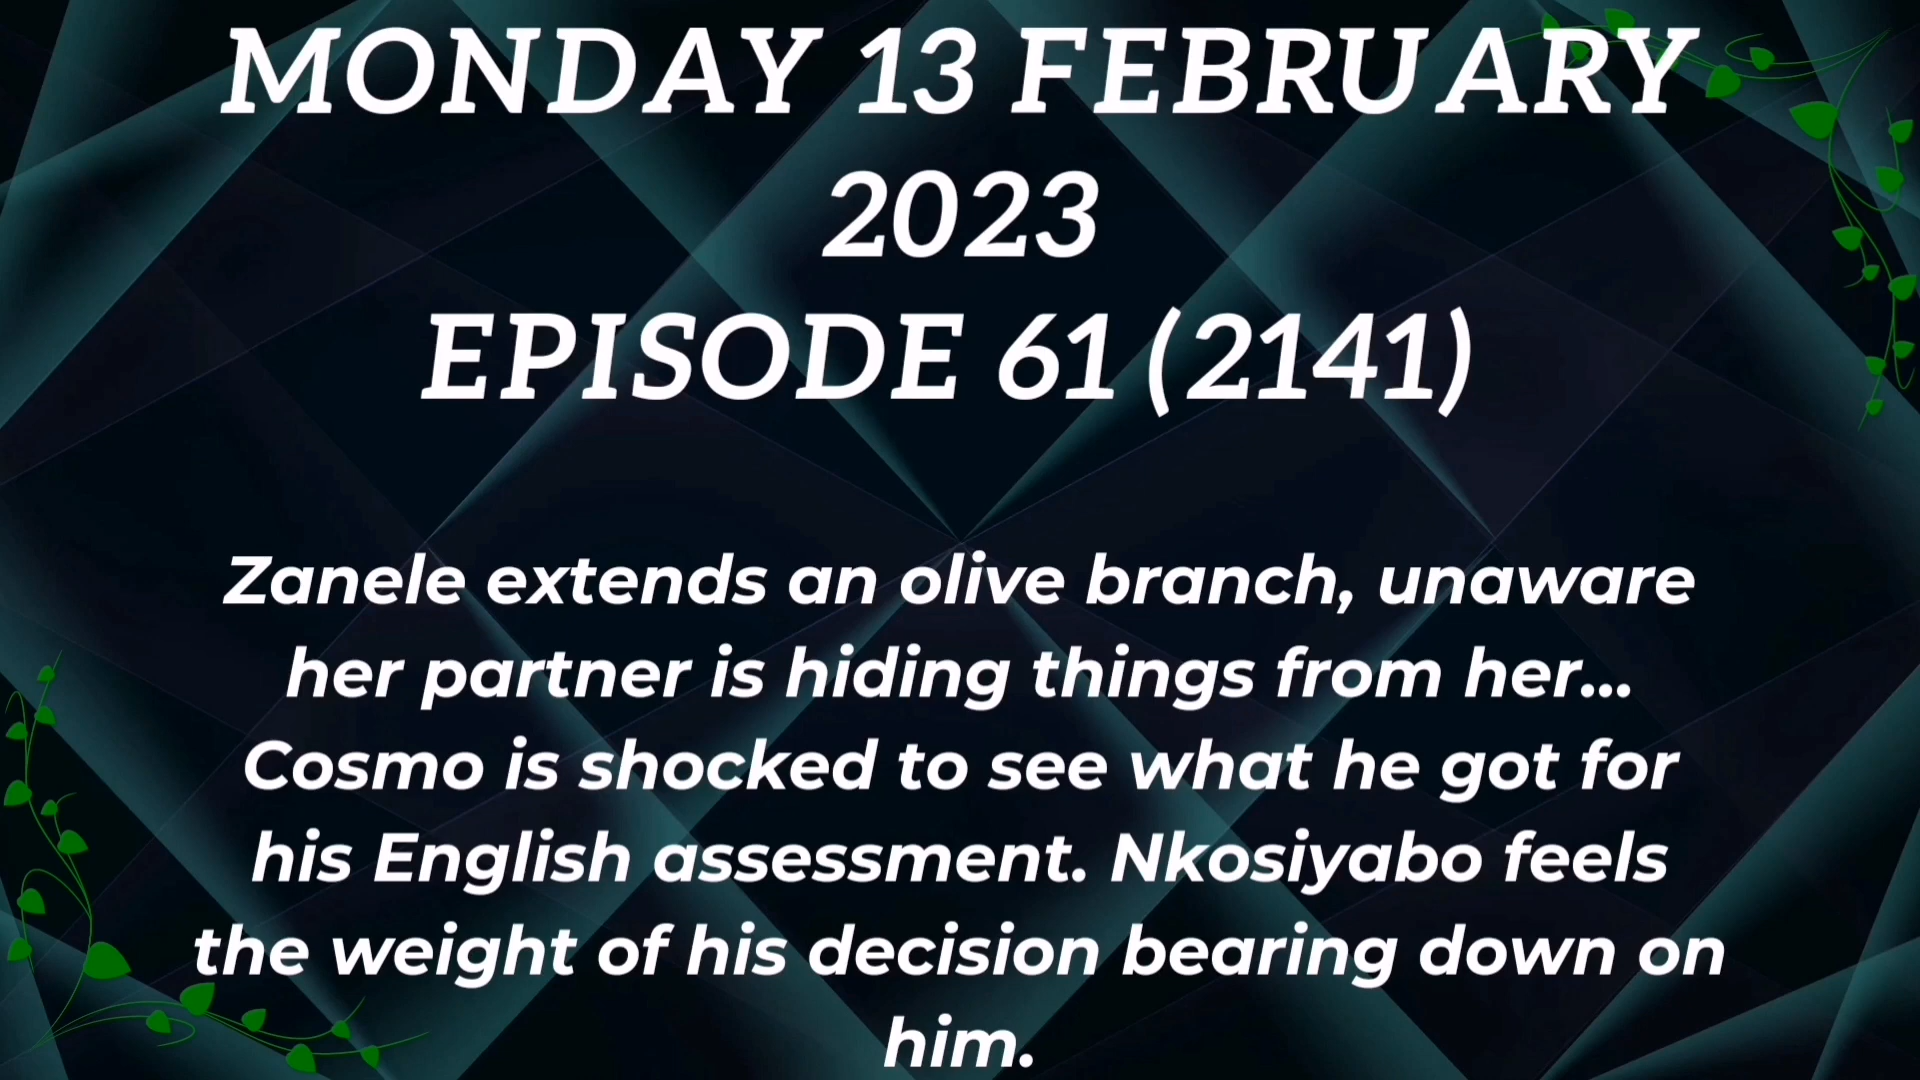 MONDAY 13 FEBRUARY
2023
EPISODE 61 (2141)
Zanele extends an olive branch, unaware
her partner is hiding things from her...
Cosmo is shocked to see what he got for
his English assessment. Nkosiyabo feels
the weight of his decision bearing down on
him.